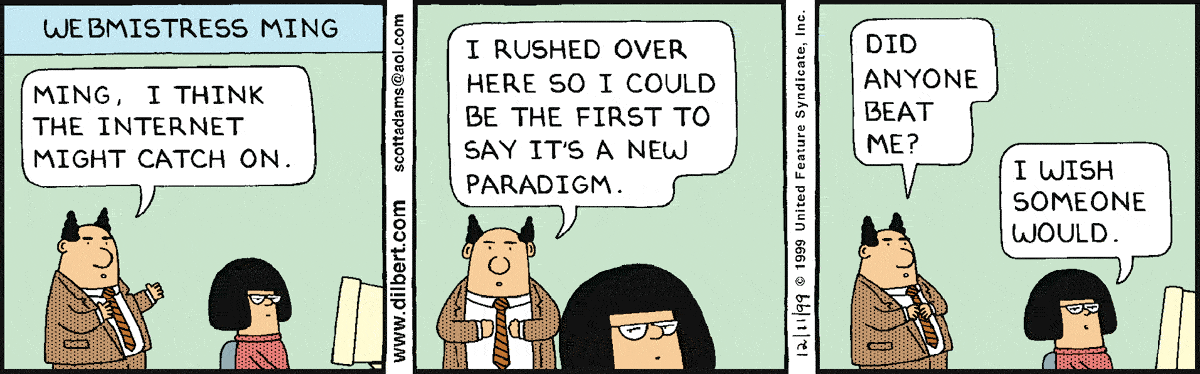 WEBMISTRESS MING
MING, I THINK
THE INTERNET
MIGHT CATCH ON.
www.dilbert.com scottadams@aol.com
I RUSHED OVER
HERE SO I COULD
BE THE FIRST TO
SAY IT'S A NEW
PARADIGM.
12/11/99 © 1999 United Feature Syndicate, Inc.
DID
ANYONE
BEAT
ME?
I WISH
SOMEONE
WOULD.